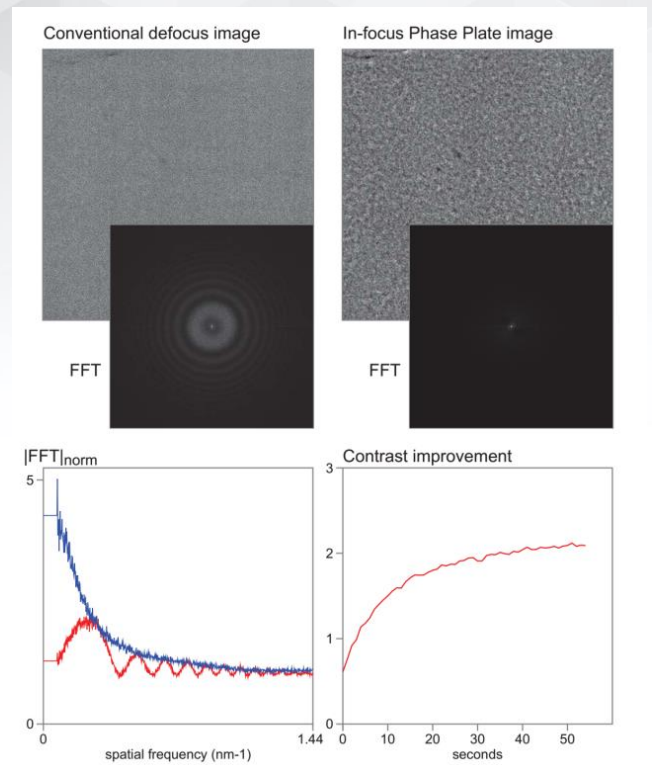 Conventional defocus image
In-focus Phase Plate image
FFT
FFT
|FFT|norm
5
0
0
1.44
spatial frequency (nm-1)
Contrast improvement
3
2
1
0
0 10 20 30 40 50
seconds